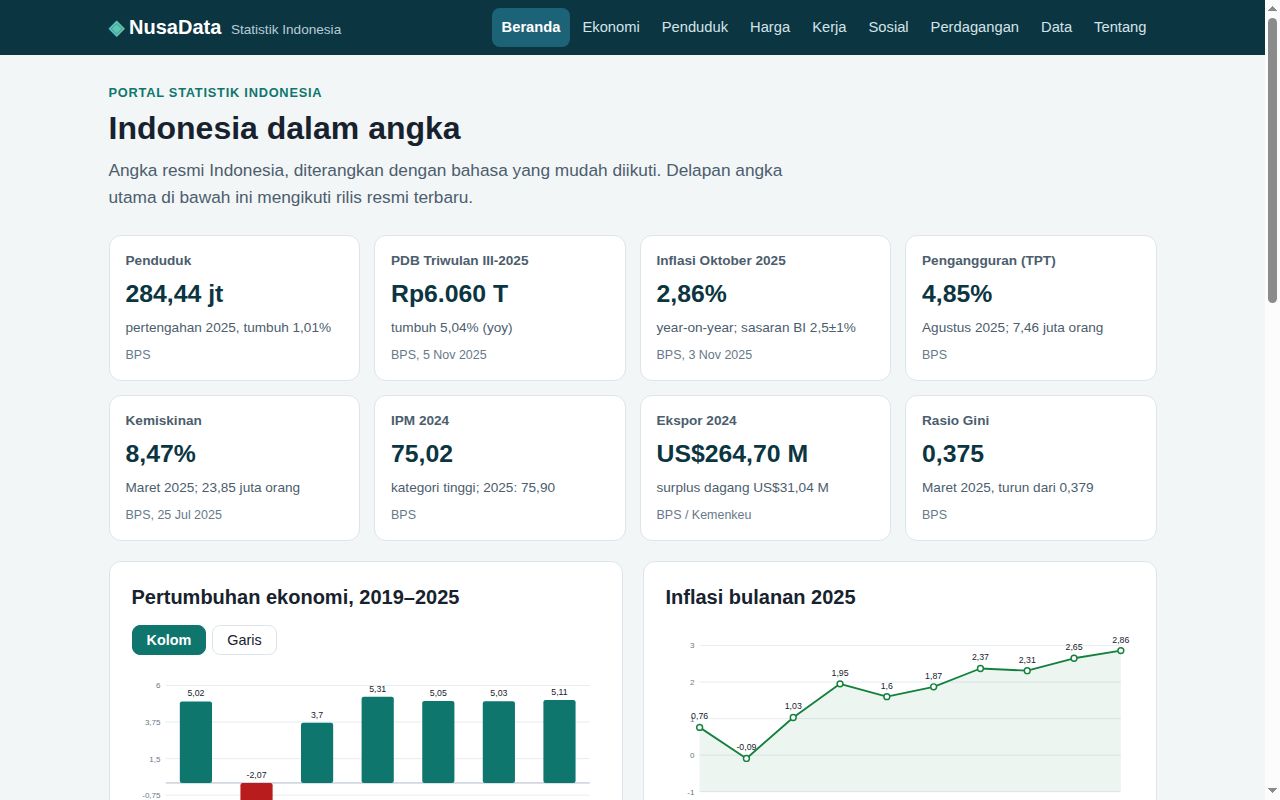 ◈ NusaData Statistik Indonesia
Beranda Ekonomi Penduduk Harga Kerja Sosial Perdagangan Data Tentang
PORTAL STATISTIK INDONESIA
Indonesia dalam angka
Angka resmi Indonesia, diterangkan dengan bahasa yang mudah diikuti. Delapan angka
utama di bawah ini mengikuti rilis resmi terbaru.
Penduduk
284,44 jt
pertengahan 2025, tumbuh 1,01%
BPS
PDB Triwulan III-2025
Rp6.060 T
tumbuh 5,04% (yoy)
BPS, 5 Nov 2025
Inflasi Oktober 2025
2,86%
year-on-year; sasaran BI 2,5±1%
BPS, 3 Nov 2025
Pengangguran (TPT)
4,85%
Agustus 2025; 7,46 juta orang
BPS
Kemiskinan
8,47%
Maret 2025; 23,85 juta orang
BPS, 25 Jul 2025
IPM 2024
75,02
kategori tinggi; 2025: 75,90
BPS
Ekspor 2024
US$264,70 M
surplus dagang US$31,04 M
BPS / Kemenkeu
Rasio Gini
0,375
Maret 2025, turun dari 0,379
BPS
Pertumbuhan ekonomi, 2019–2025
Kolom Garis
6
3,75
1,5
-0,75
5,02
-2,07
3,7
5,31
5,05
5,03
5,11
Inflasi bulanan 2025
3
2
1
0
-1
0,76
-0,09
1,03
1,95
1,6
1,87
2,37
2,31
2,65
2,86